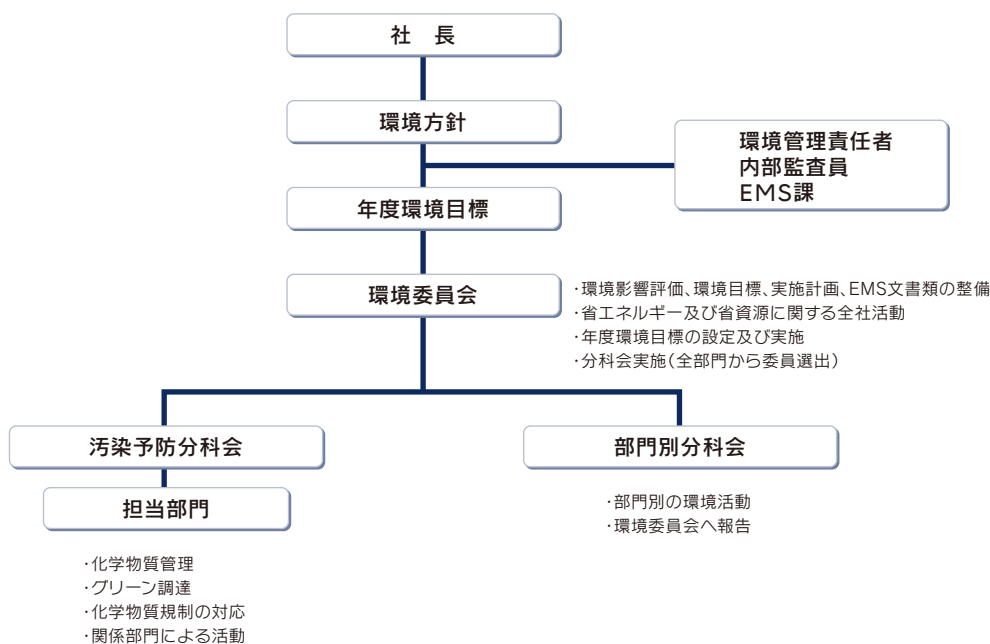 社　長
環境方針
環境管理責任者
内部監査員
EMS課
年度環境目標
環境委員会
・環境影響評価、環境目標、実施計画、EMS文書類の整備
・省エネルギー及び省資源に関する全社活動
・年度環境目標の設定及び実施
・分科会実施(全部門から委員選出)
汚染予防分科会
担当部門
・化学物質管理
・グリーン調達
・化学物質規制の対応
・関係部門による活動
部門別分科会
・部門別の環境活動
・環境委員会へ報告